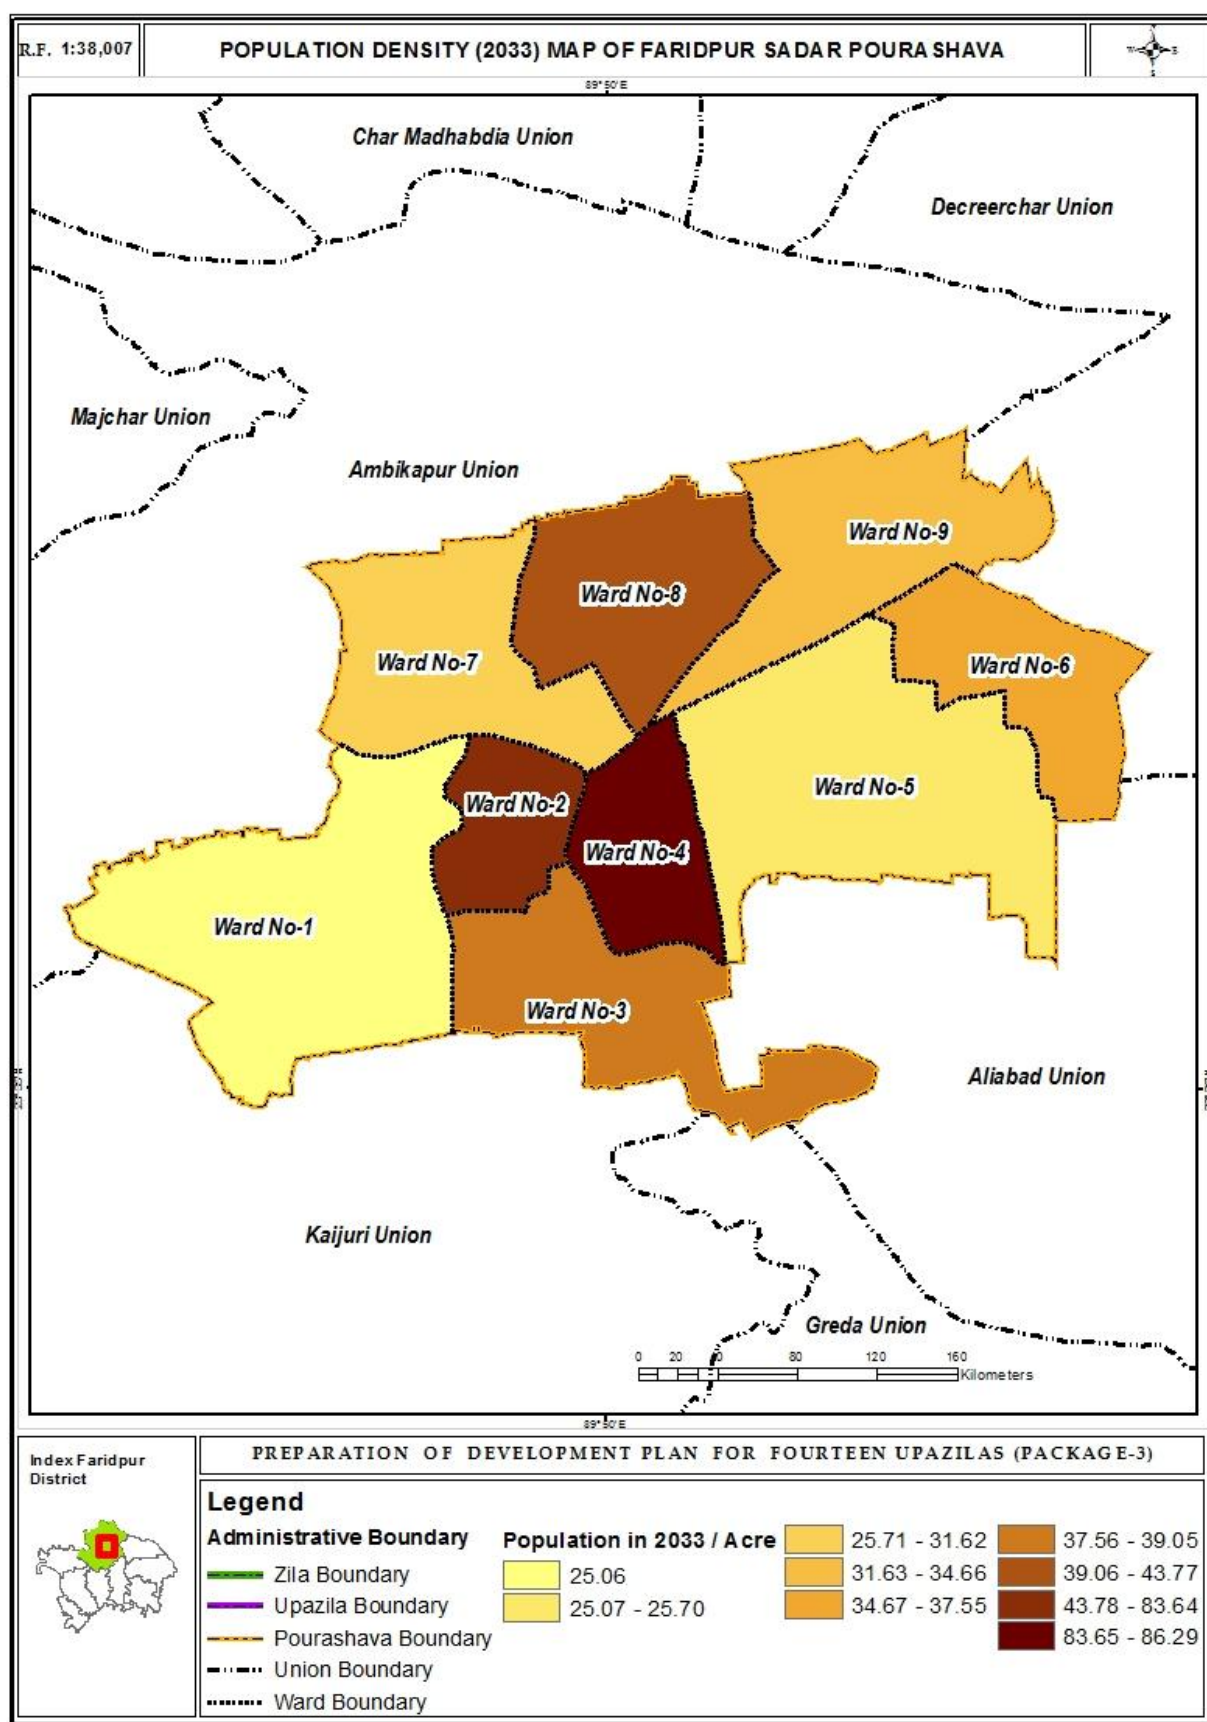 R.F. 1:38,007
POPULATION DENSITY (2033) MAP OF FARIDPUR SADAR POURASHAVA
89°50'E
Char Madhabdia Union
Decreerchar Union
Majchar Union
Ambikapur Union
Ward No-9
Ward No-8
Ward No-7
Ward No-6
Ward No-5
Ward No-2
Ward No-4
Ward No-1
Ward No-3
Aliabad Union
Kaijuri Union
Greda Union
0 20 40 80 120 160
Kilometers
89°50'E
Index Faridpur
District
PREPARATION OF DEVELOPMENT PLAN FOR FOURTEEN UPAZILAS (PACKAGE-3)
Legend
Administrative Boundary
Zila Boundary
Upazila Boundary
Pourashava Boundary
Union Boundary
Ward Boundary
Population in 2033 / Acre
25.06
25.07 - 25.70
25.71 - 31.62
31.63 - 34.66
34.67 - 37.55
37.56 - 39.05
39.06 - 43.77
43.78 - 83.64
83.65 - 86.29